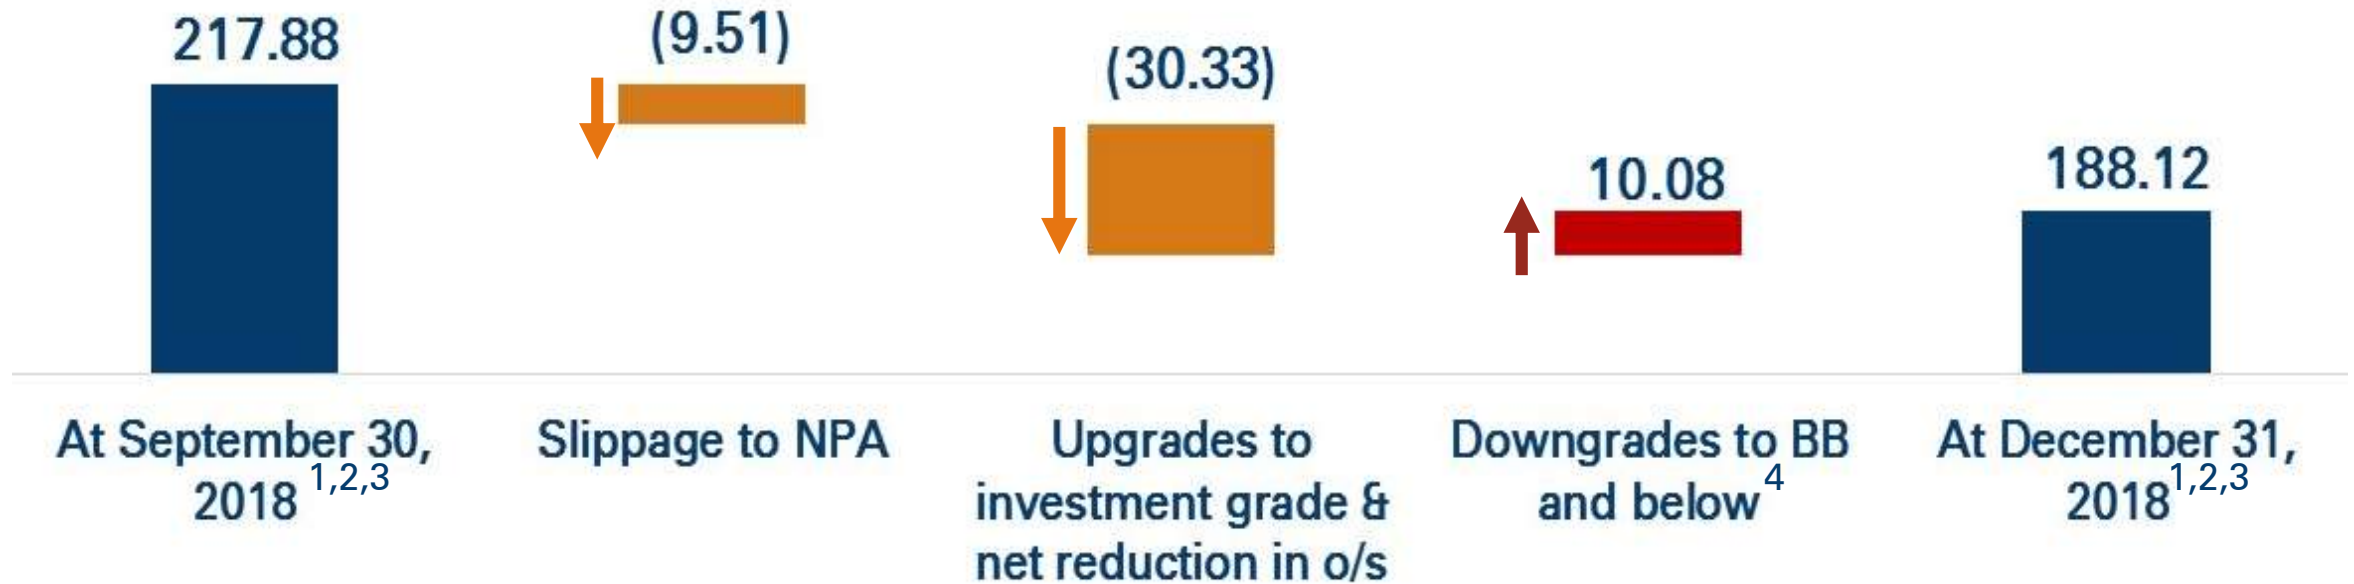 217.88
(9.51)
(30.33)
10.08
188.12
At September 30,
2018 1,2,3
Slippage to NPA
Upgrades to
investment grade &
net reduction in o/s
Downgrades to BB
and below 4
At December 31,
2018 1,2,3